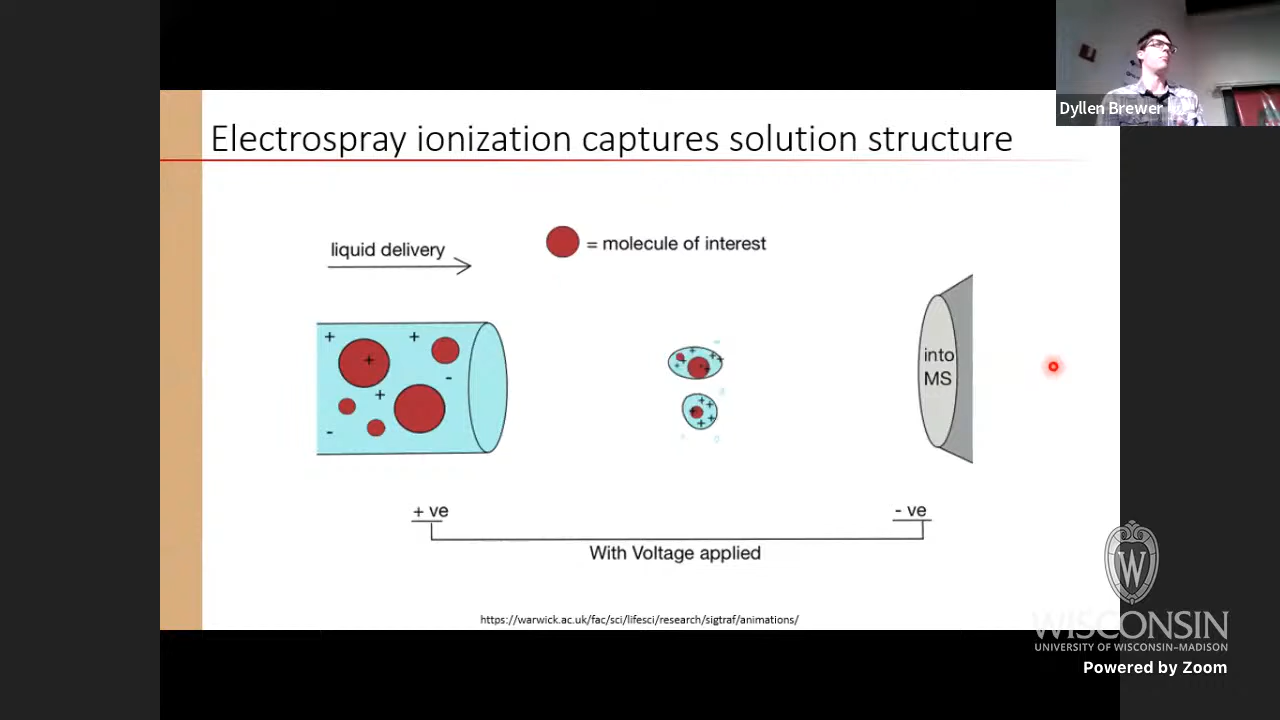 Dyllen Brewer
Electrospray ionization captures solution structure
liquid delivery
= molecule of interest
+ + + + - -
into
MS
+ ve
- ve
With Voltage applied
https://warwick.ac.uk/fac/sci/lifesci/research/sigtraf/animations/
W
WISCONSIN
UNIVERSITY OF WISCONSIN–MADISON
Powered by Zoom